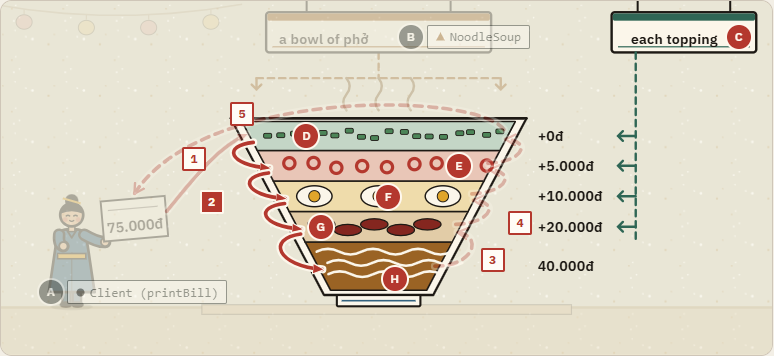 a bowl of phở
B
NoodleSoup
each topping
C
5
D
+0đ
1
E
+5.000đ
2
F
+10.000đ
75.000đ
G
4
+20.000đ
3
40.000đ
H
A
Client (printBill)